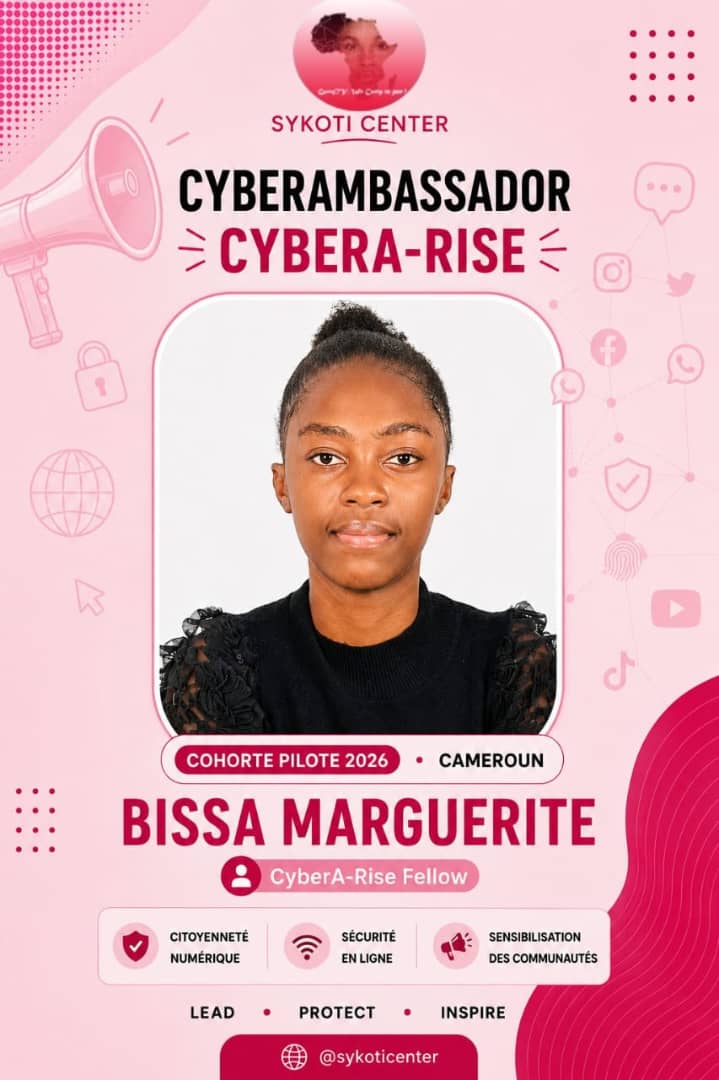 SYKOTI CENTER
CYBERAMBASSADOR
CYBERA-RISE
COHORTE PILOTE 2026 • CAMEROUN
BISSA MARGUERITE
CyberA-Rise Fellow
CITOYENNETÉ
NUMÉRIQUE
SÉCURITÉ
EN LIGNE
SENSIBILISATION
DES COMMUNAUTÉS
LEAD • PROTECT • INSPIRE
@sykoticenter